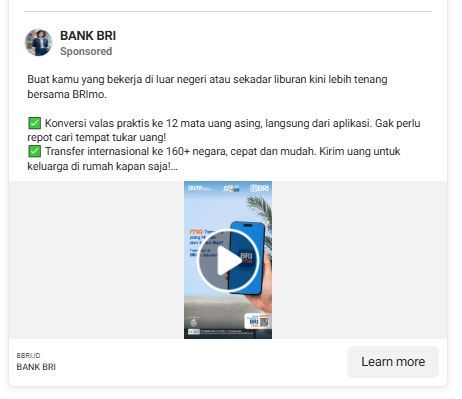 BANK BRI
Sponsored
Buat kamu yang bekerja di luar negeri atau sekadar liburan kini lebih tenang
bersama BRImo.
✅ Konversi valas praktis ke 12 mata uang asing, langsung dari aplikasi. Gak perlu
repot cari tempat tukar uang!
✅ Transfer internasional ke 160+ negara, cepat dan mudah. Kirim uang untuk
keluarga di rumah kapan saja!...
BRI
BRI
BBRI.ID
BANK BRI
Learn more